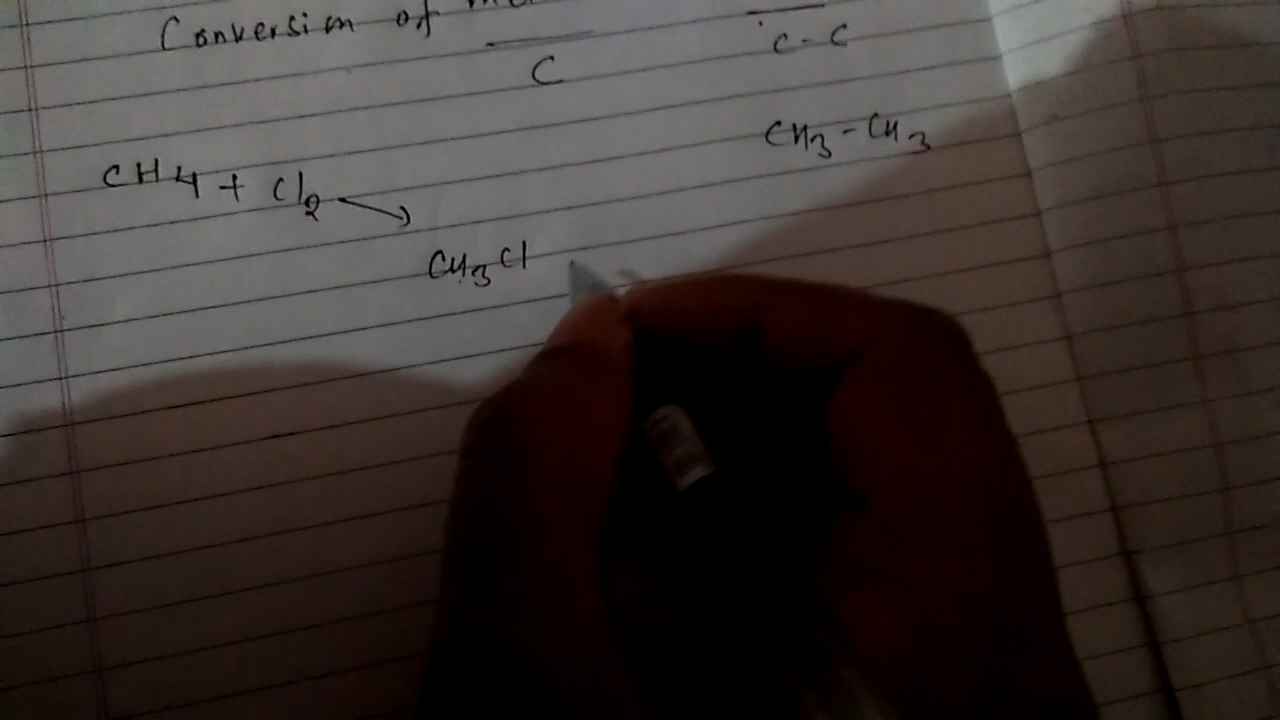 Conversion of
C C-C
CH3-CH3
CH4 + Cl2
CH3Cl